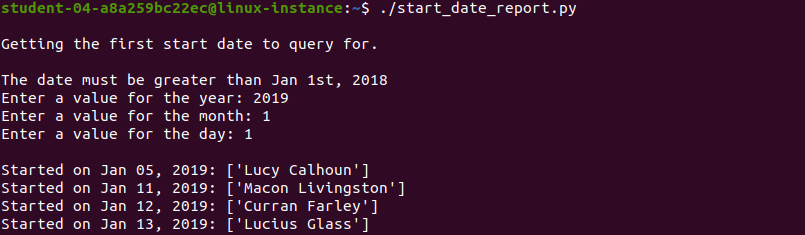 student-04-a8a259bc22ec@linux-instance:~$ ./start_date_report.py
Getting the first start date to query for.
The date must be greater than Jan 1st, 2018
Enter a value for the year: 2019
Enter a value for the month: 1
Enter a value for the day: 1
Started on Jan 05, 2019: ['Lucy Calhoun']
Started on Jan 11, 2019: ['Macon Livingston']
Started on Jan 12, 2019: ['Curran Farley']
Started on Jan 13, 2019: ['Lucius Glass']